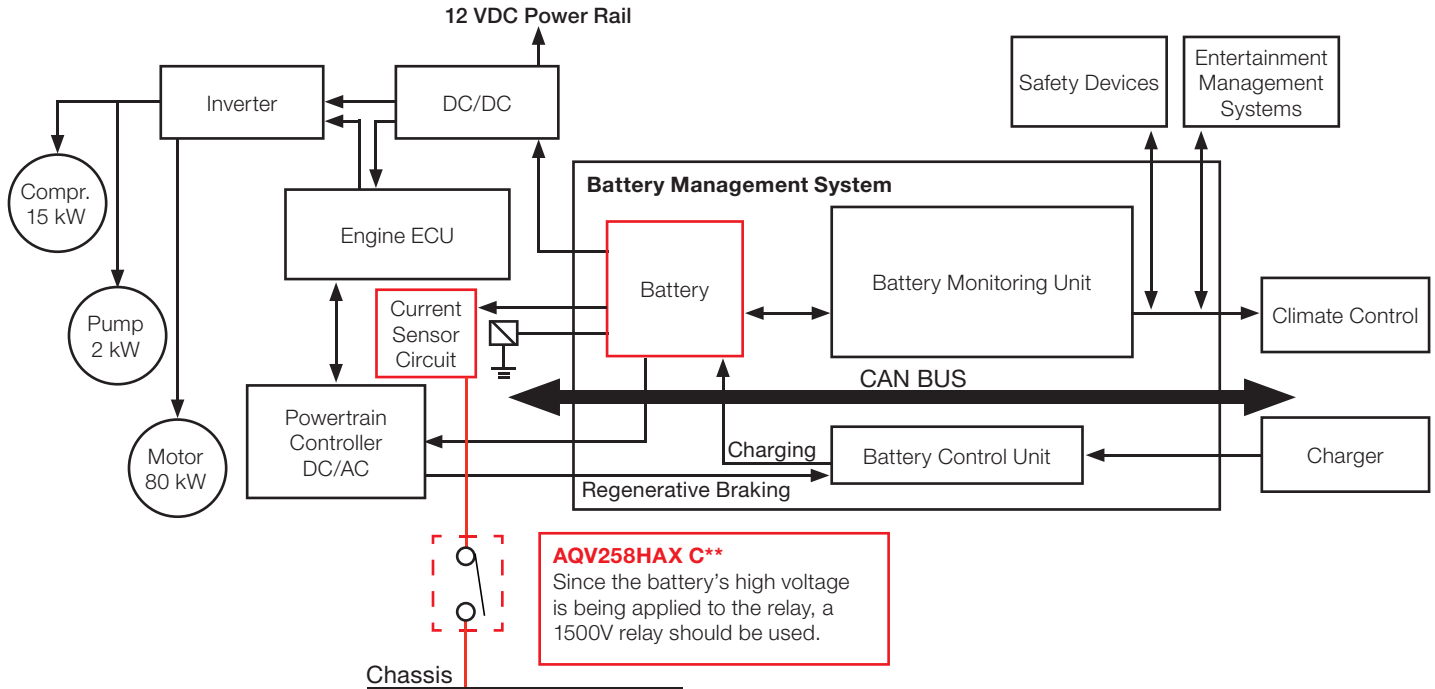 12 VDC Power Rail
Inverter
DC/DC
Safety Devices
Entertainment
Management
Systems
Compr.
15 kW
Engine ECU
Battery Management System
Battery
Battery Monitoring Unit
Pump
2 kW
Current
Sensor
Circuit
Climate Control
CAN BUS
Motor
80 kW
Powertrain
Controller
DC/AC
Charging
Battery Control Unit
Charger
Regenerative Braking
AQV258HAX C**
Since the battery's high voltage
is being applied to the relay, a
1500V relay should be used.
Chassis